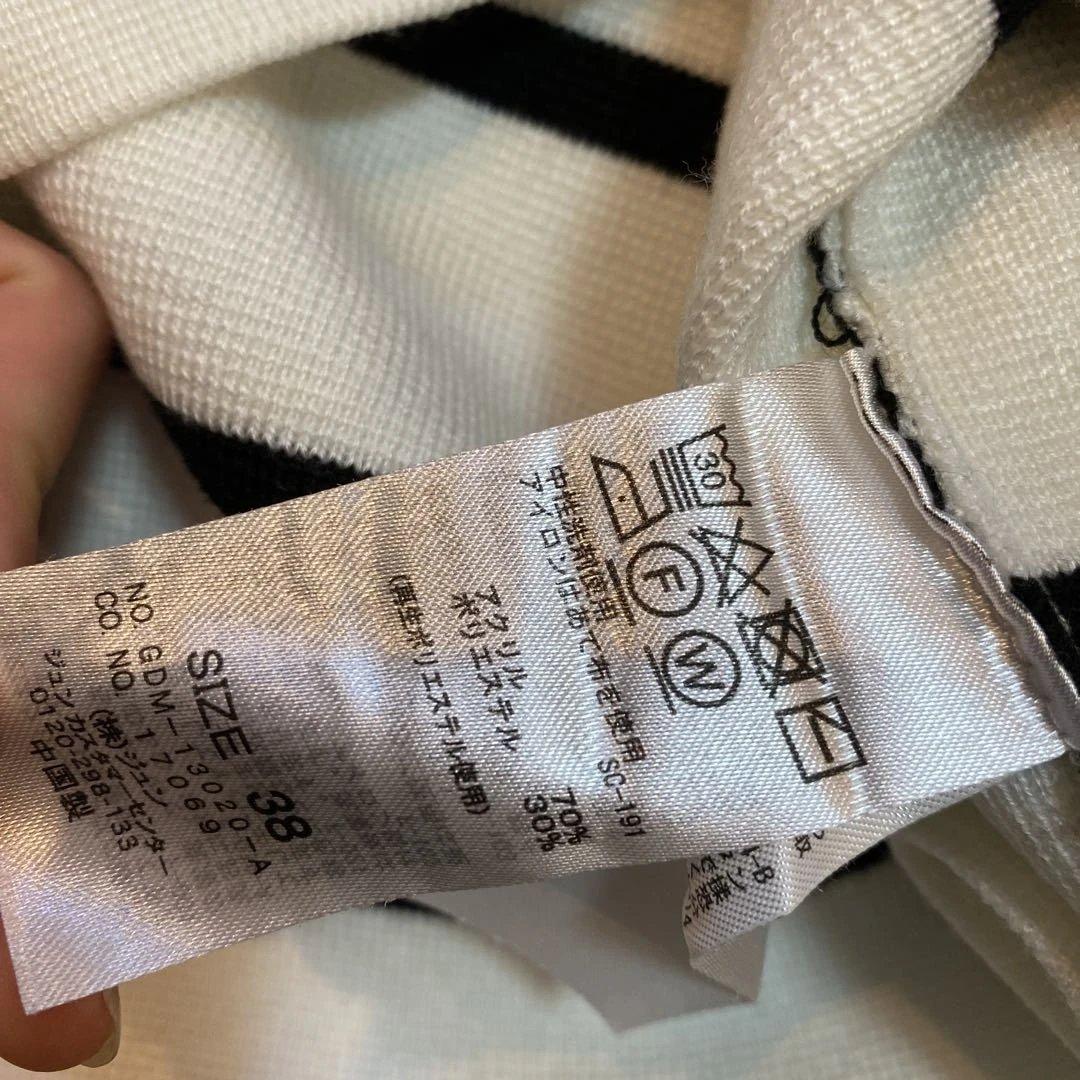 30
F
W
中性洗剤使用
アイロンはあて布を使用
SC-191
アクリル 70%
ポリエステル 30%
(再生ポリエステル使用)
SIZE 38
NO. GDM-13020-A
CO. NO. 17069
(株)ジュン
ジュンカスタマーセンター
0120-298-133
中国製